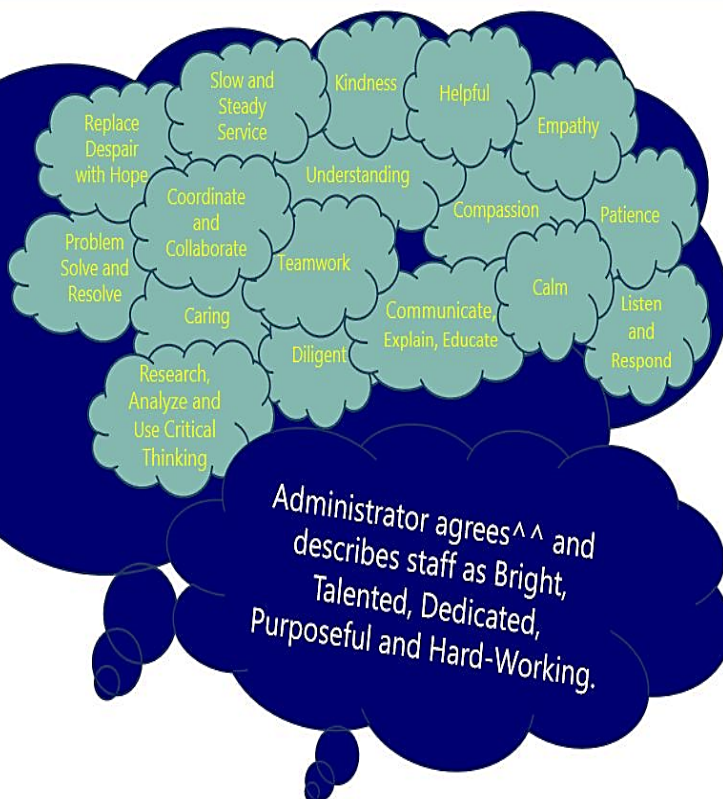 Slow and
Steady
Service
Kindness
Helpful
Replace
Despair
with Hope
Empathy
Understanding
Coordinate
and
Collaborate
Compassion
Patience
Problem
Solve and
Resolve
Teamwork
Calm
Caring
Communicate,
Explain, Educate
Listen
and
Respond
Diligent
Research,
Analyze and
Use Critical
Thinking
Administrator agrees^^ and
describes staff as Bright,
Talented, Dedicated,
Purposeful and Hard-Working.